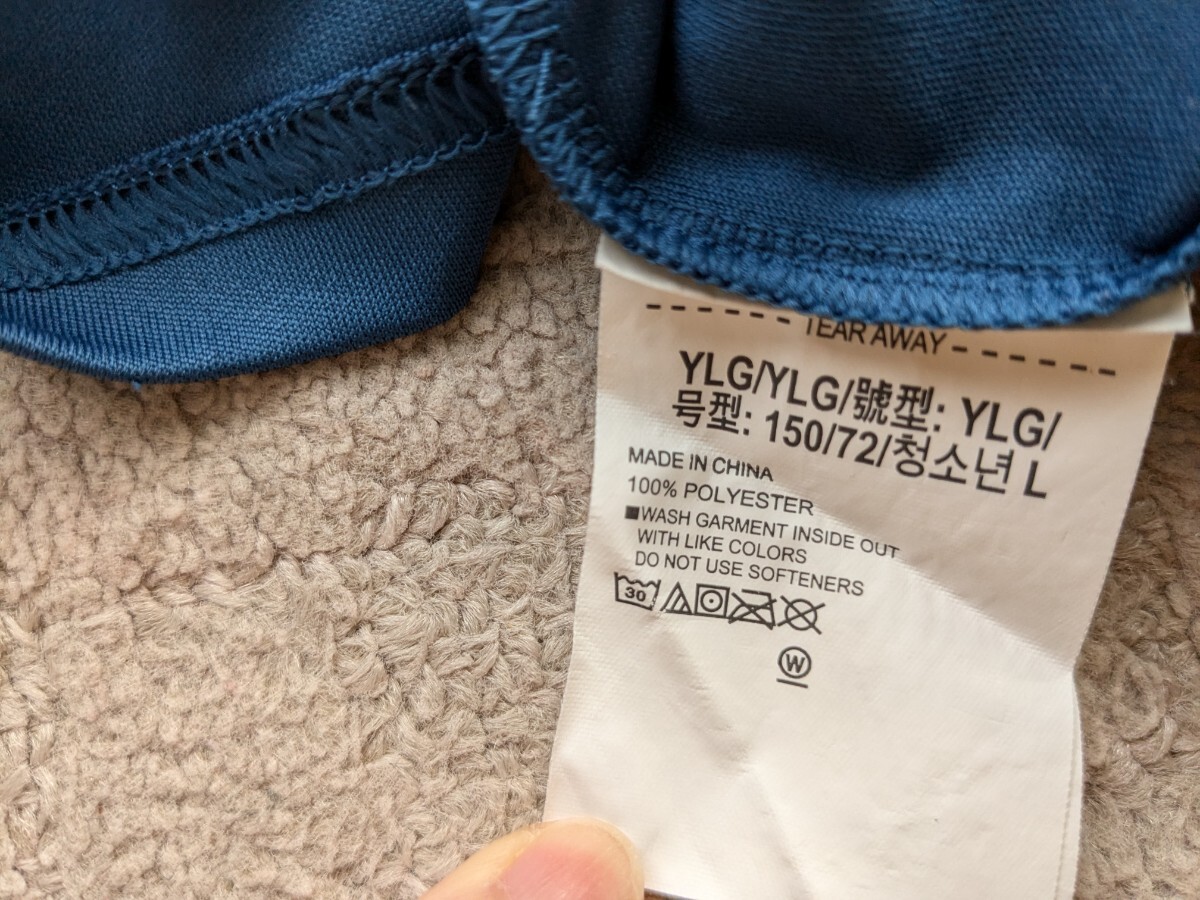 - - - - - - TEAR AWAY - - - - - -
YLG/YLG/號型: YLG/
号型: 150/72/청소년 L
MADE IN CHINA
100% POLYESTER
■WASH GARMENT INSIDE OUT
WITH LIKE COLORS
DO NOT USE SOFTENERS
30
W